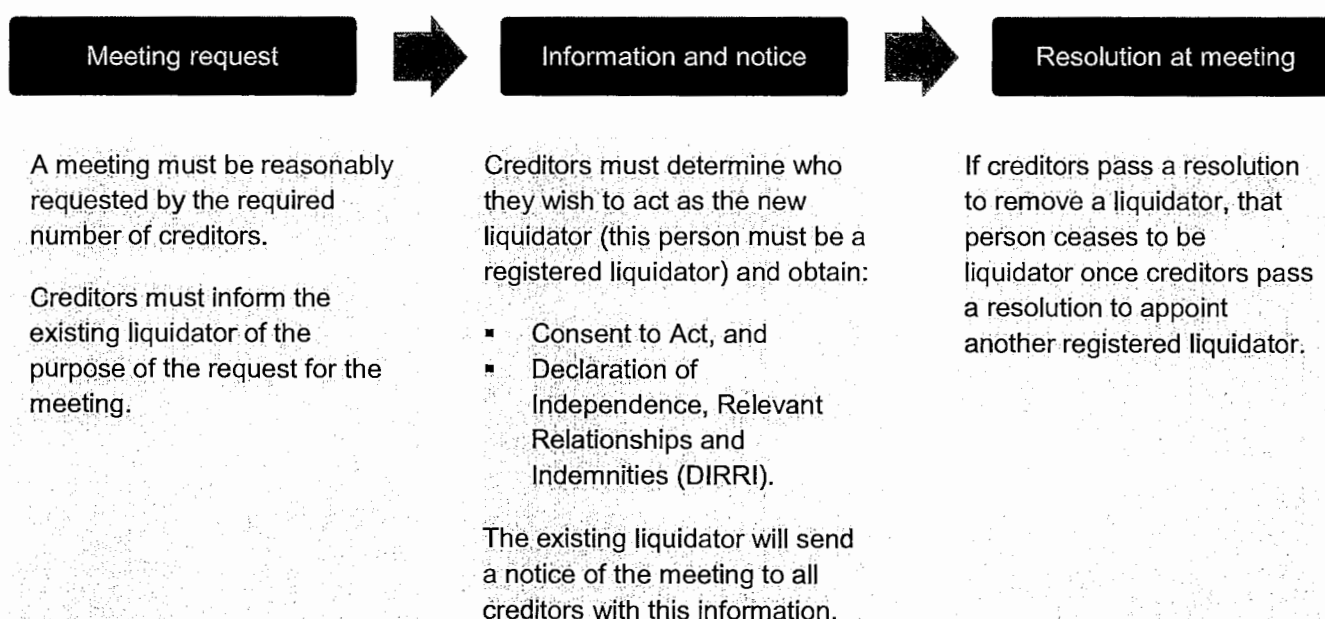 Meeting request
Information and notice
Resolution at meeting
A meeting must be reasonably
requested by the required
number of creditors.
Creditors must inform the
existing liquidator of the
purpose of the request for the
meeting.
Creditors must determine who
they wish to act as the new
liquidator (this person must be a
registered liquidator) and obtain:
▪ Consent to Act, and
▪ Declaration of
Independence, Relevant
Relationships and
Indemnities (DIRRI).
The existing liquidator will send
a notice of the meeting to all
creditors with this information.
If creditors pass a resolution
to remove a liquidator, that
person ceases to be
liquidator once creditors pass
a resolution to appoint
another registered liquidator.